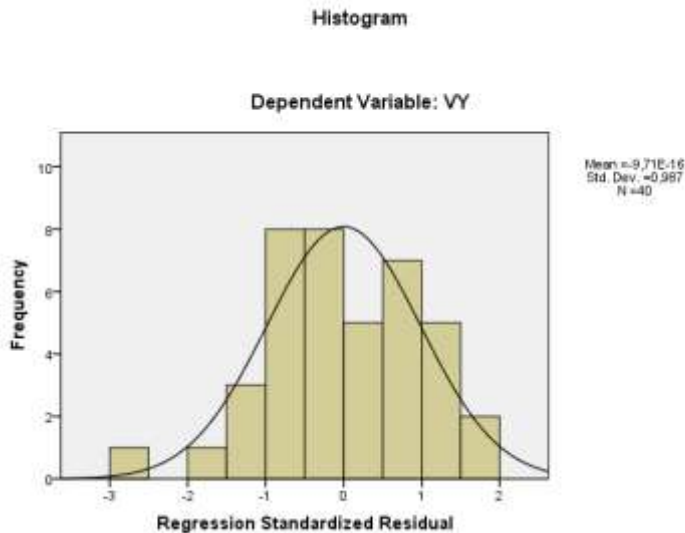 Histogram
Dependent Variable: VY
Mean =-9,71E-16
Std. Dev. =0,987
N =40
Frequency
10
8
6
4
2
0
-3 -2 -1 0 1 2
Regression Standardized Residual